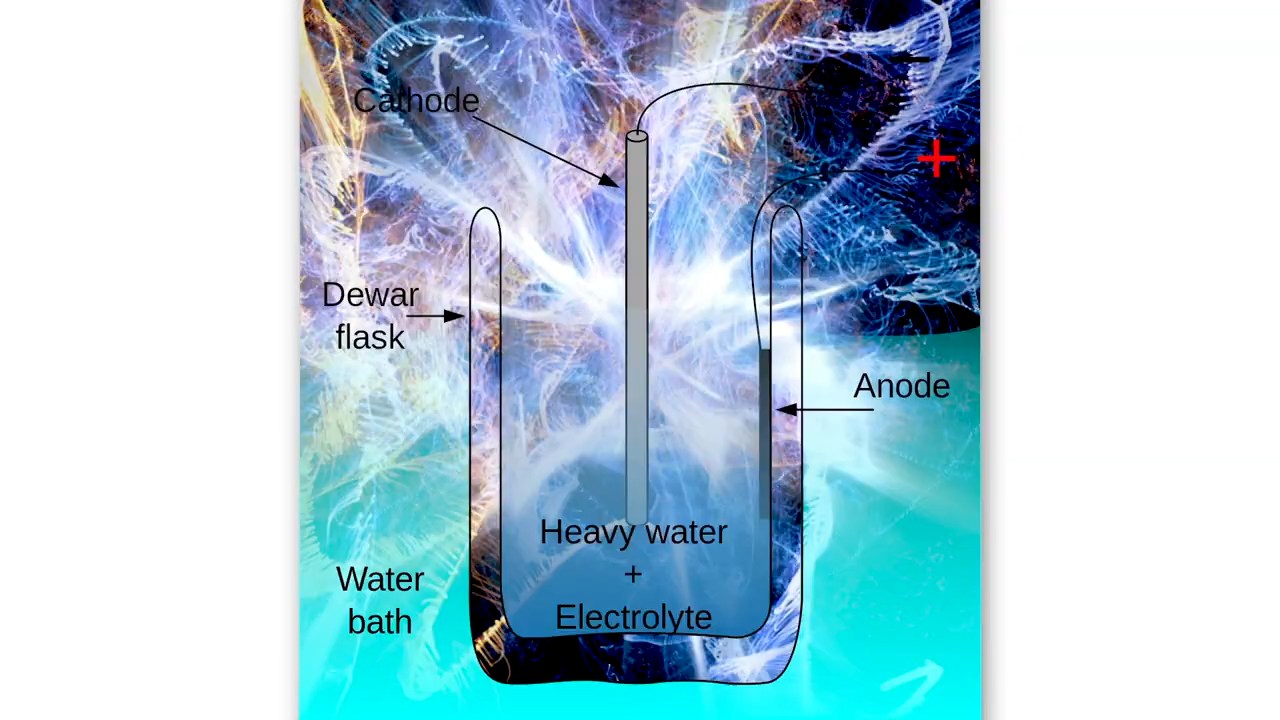 −
Cathode
+
Dewar
flask
Anode
Heavy water
+
Electrolyte
Water
bath